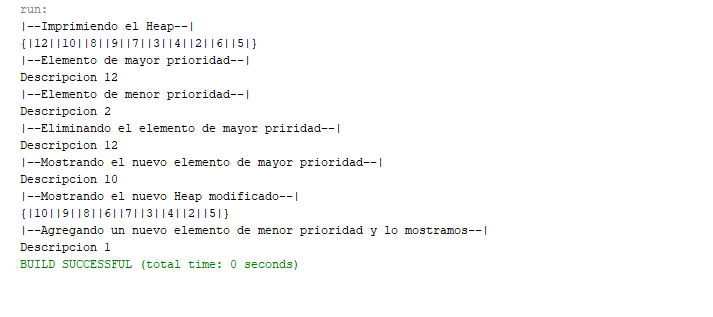 run:
|--Imprimiendo el Heap--|
{|12||10||8||9||7||3||4||2||6||5|}
|--Elemento de mayor prioridad--|
Descripcion 12
|--Elemento de menor prioridad--|
Descripcion 2
|--Eliminando el elemento de mayor priridad--|
Descripcion 12
|--Mostrando el nuevo elemento de mayor prioridad--|
Descripcion 10
|--Mostrando el nuevo Heap modificado--|
{|10||9||8||6||7||3||4||2||5|}
|--Agregando un nuevo elemento de menor prioridad y lo mostramos--|
Descripcion 1
BUILD SUCCESSFUL (total time: 0 seconds)